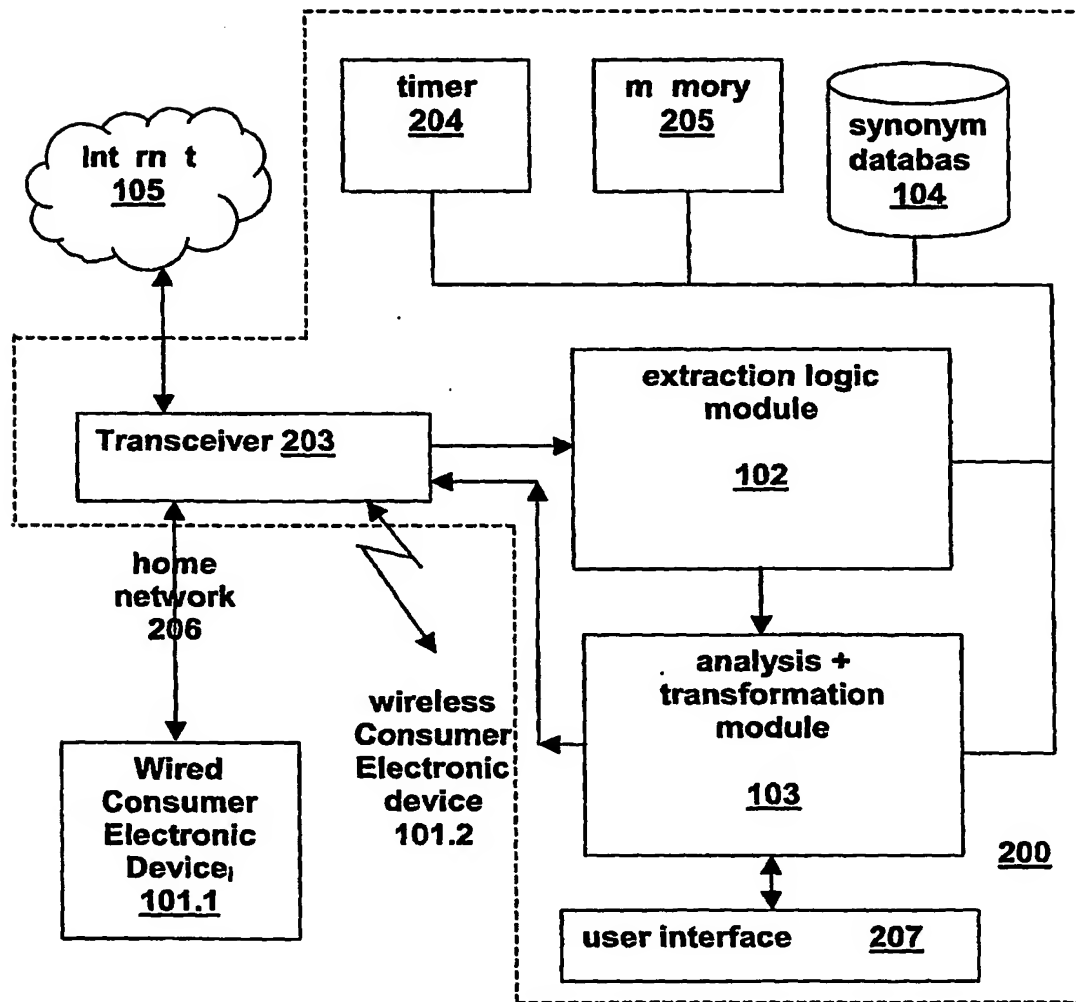 timer
204
m mory
205
synonym
databas
104
Int rn t
105
extraction logic
module
102
Transceiver 203
home
network
206
analysis +
transformation
module
103
wireless
Consumer
Electronic
device
101.2
Wired
Consumer
Electronic
Devicei
101.1
200
user interface 207